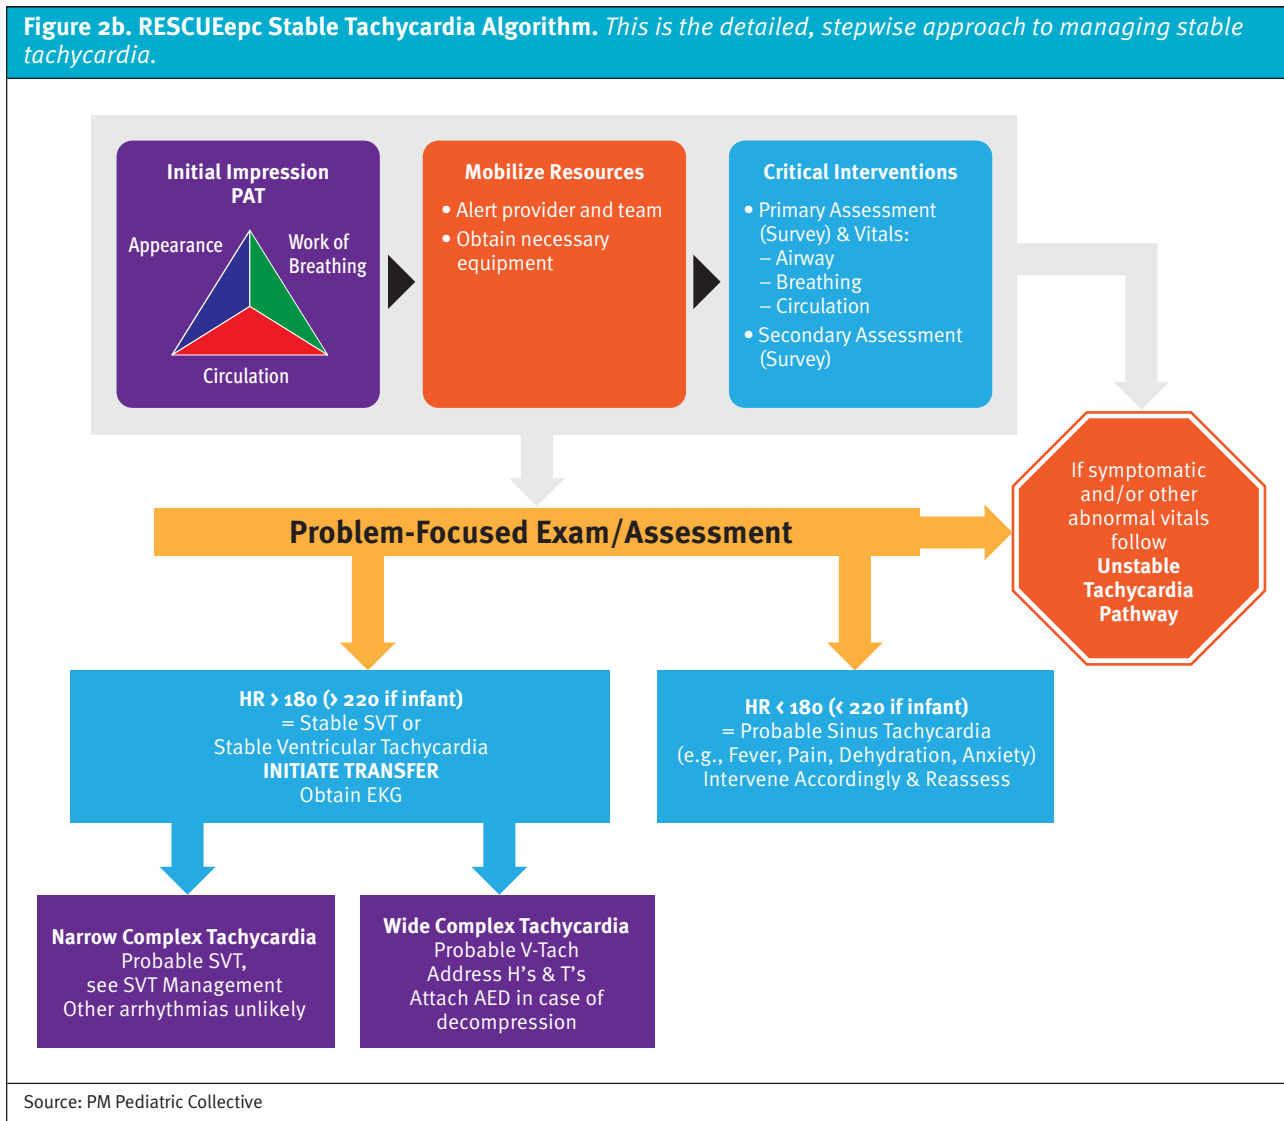 Figure 2b. RESCUEepc Stable Tachycardia Algorithm. This is the detailed, stepwise approach to managing stable
tachycardia.
Initial Impression
PAT
Appearance
Work of
Breathing
Circulation
Mobilize Resources
• Alert provider and team
• Obtain necessary
equipment
Critical Interventions
• Primary Assessment
(Survey) & Vitals:
– Airway
– Breathing
– Circulation
• Secondary Assessment
(Survey)
If symptomatic
and/or other
abnormal vitals
follow
Unstable
Tachycardia
Pathway
Problem-Focused Exam/Assessment
HR > 180 (> 220 if infant)
= Stable SVT or
Stable Ventricular Tachycardia
INITIATE TRANSFER
Obtain EKG
HR < 180 (< 220 if infant)
= Probable Sinus Tachycardia
(e.g., Fever, Pain, Dehydration, Anxiety)
Intervene Accordingly & Reassess
Narrow Complex Tachycardia
Probable SVT,
see SVT Management
Other arrhythmias unlikely
Wide Complex Tachycardia
Probable V-Tach
Address H's & T's
Attach AED in case of
decompression
Source: PM Pediatric Collective